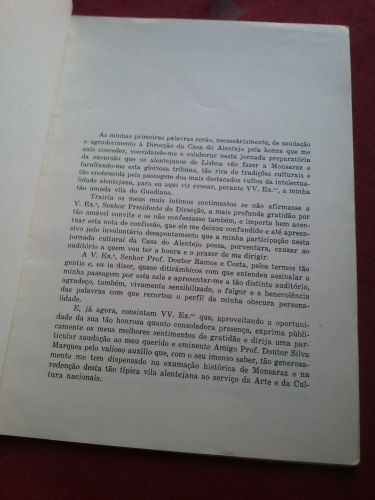 As minhas primeiras palavras serão, necessáriamente, de saudação
e agradecimento à Direcção da Casa do Alentejo pela honra que me
quis conceder, convidando-me a colaborar nesta jornada preparatória
da excursão que os alentejanos de Lisboa vão fazer a Monsaraz e
facultando-me esta gloriosa tribuna, tão rica de tradições culturais e
tão enobrecida pela passagem dos mais destacados vultos da intelectua-
lidade alentejana, para eu aqui vir evocar, perante VV. Ex.as, a minha
tão amada vila do Guadiana.
Trairia os meus mais íntimos sentimentos se não afirmasse a
V. Ex.a, Senhor Presidente da Direcção, a mais profunda gratidão por
tão amável convite e se não confessasse também, e importa bem acen-
tuar esta nota de confissão, que ele me deixou confundido e até apreen-
sivo pelo involuntário desapontamento que a minha participação nesta
jornada cultural da Casa do Alentejo possa, porventura, causar ao
auditório a quem vou ter a honra e o prazer de me dirigir.
A V. Ex.a, Senhor Prof. Doutor Ramos e Costa, pelos termos tão
gentis e, eu ia dizer, quase ditirâmbicos com que entendeu assinalar a
minha passagem por esta sala e apresentar-me a tão distinto auditório,
agradeço, também, vivamente sensibilizado, o fulgor e a benevolência
das palavras com que recortou o perfil da minha obscura persona-
lidade.
E, já agora, consintam VV. Ex.as que, aproveitando a oportuni-
dade da sua tão honrosa quanto consoladora presença, exprima públi-
camente os meus melhores sentimentos de gratidão e dirija uma par-
ticular saudação ao meu querido e eminente Amigo Prof. Doutor Silva
Marques pelo valioso auxílio que, com o seu imenso saber, tão generosa-
mente me tem dispensado na exumação histórica de Monsaraz e na
redenção desta tão típica vila alentejana ao serviço da Arte e da Cul-
tura nacionais.